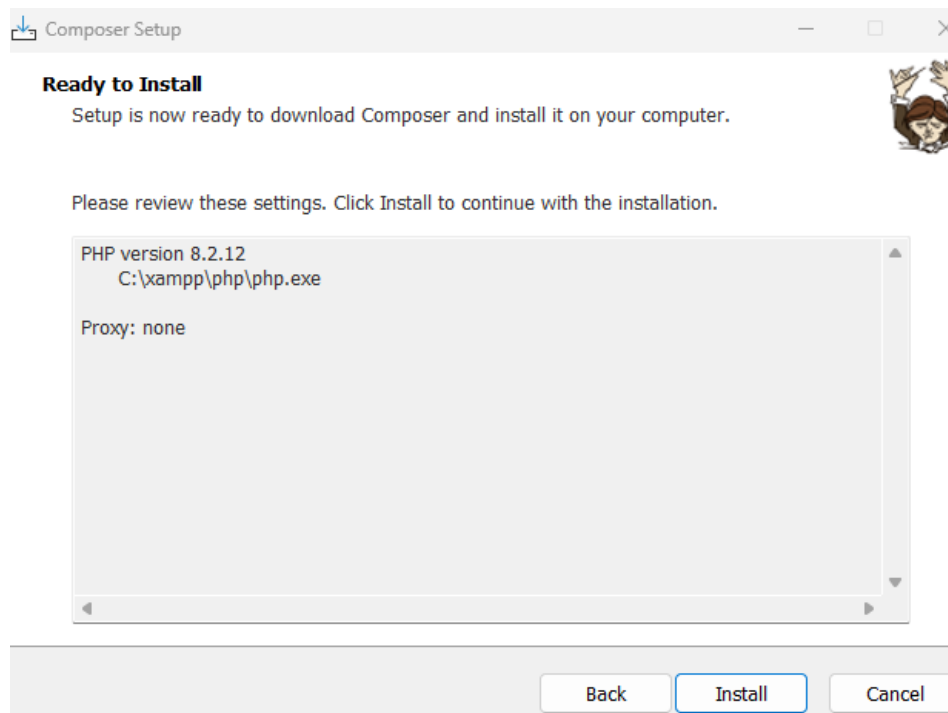 Composer Setup
Ready to Install
Setup is now ready to download Composer and install it on your computer.
Please review these settings. Click Install to continue with the installation.
PHP version 8.2.12
C:\xampp\php\php.exe
Proxy: none
Back Install Cancel